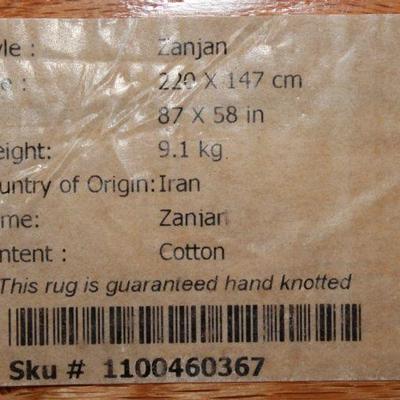 tyle : Zanjan
e : 220 X 147 cm
87 X 58 in
eight: 9.1 kg
untry of Origin: Iran
me: Zanjan
ntent : Cotton
This rug is guaranteed hand knotted
Sku # 1100460367